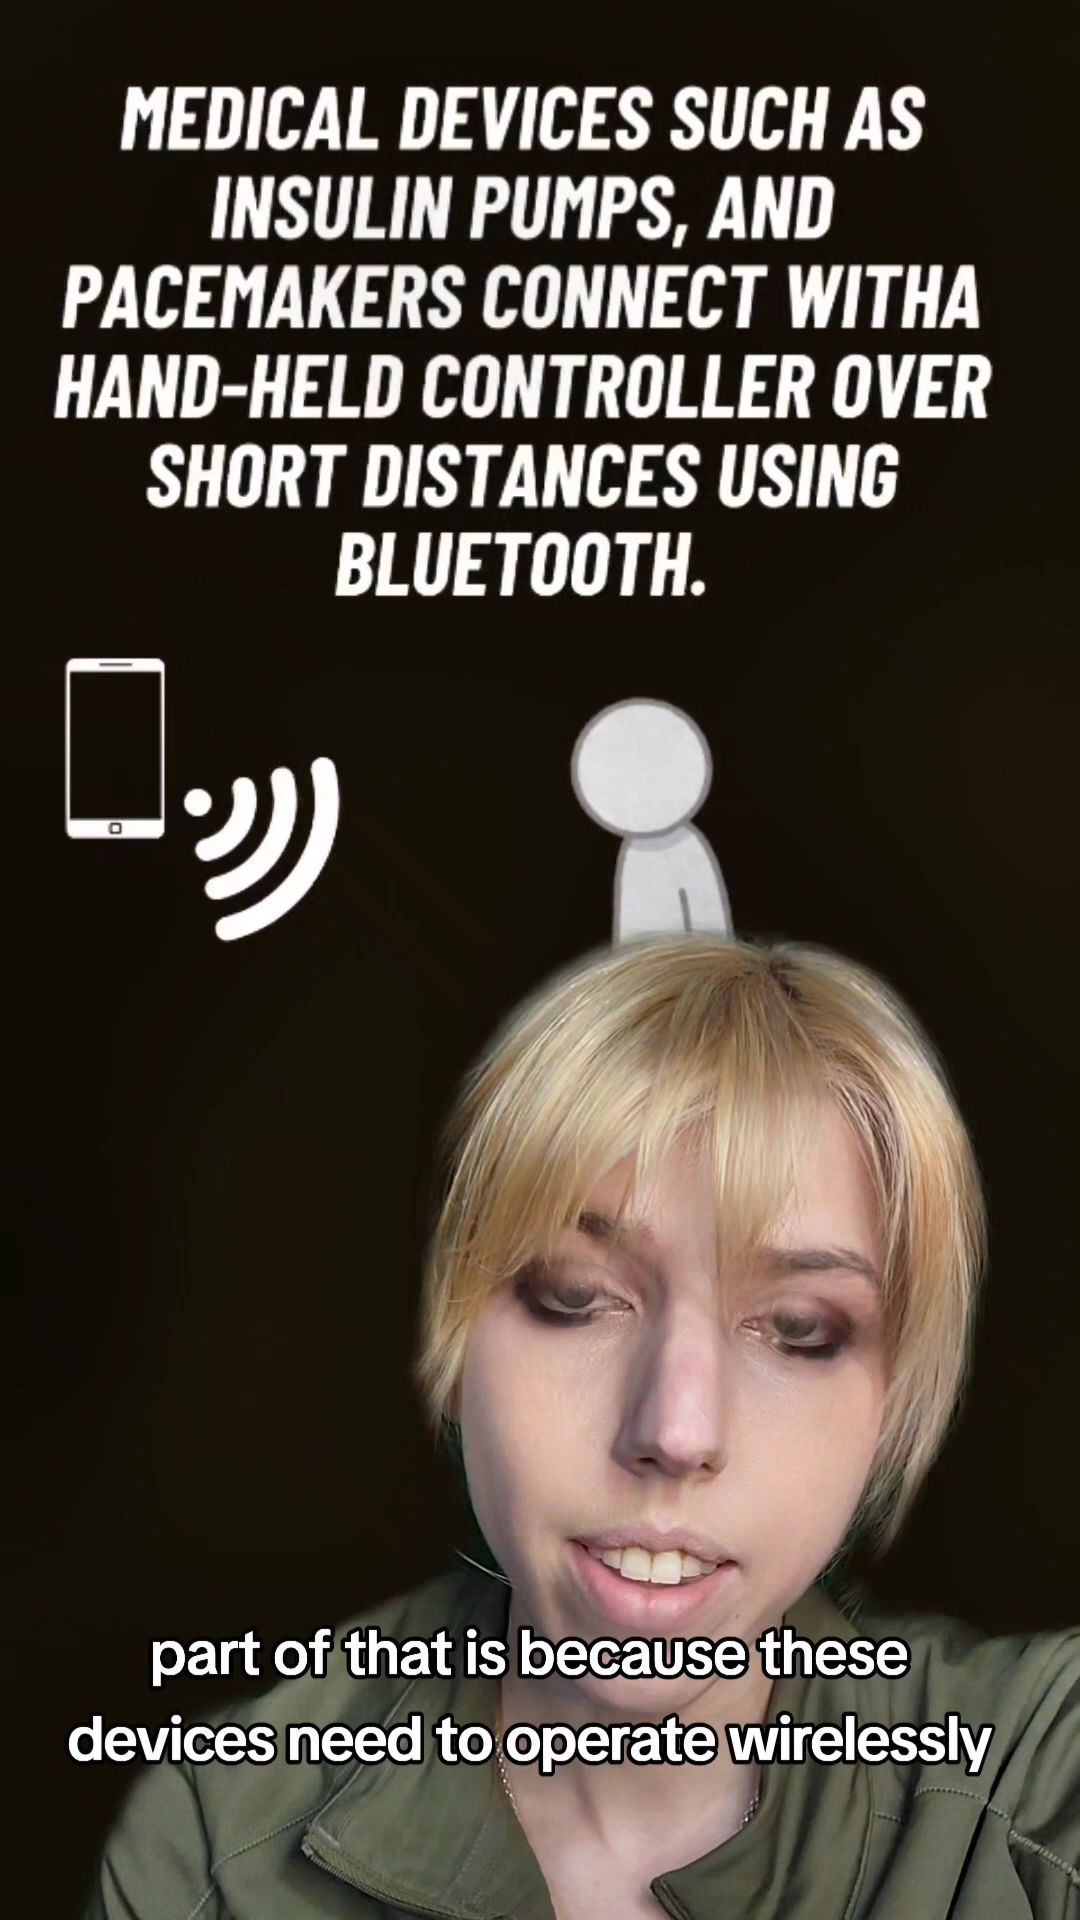 MEDICAL DEVICES SUCH AS
INSULIN PUMPS, AND
PACEMAKERS CONNECT WITHA
HAND-HELD CONTROLLER OVER
SHORT DISTANCES USING
BLUETOOTH.
part of that is because these
devices need to operate wirelessly